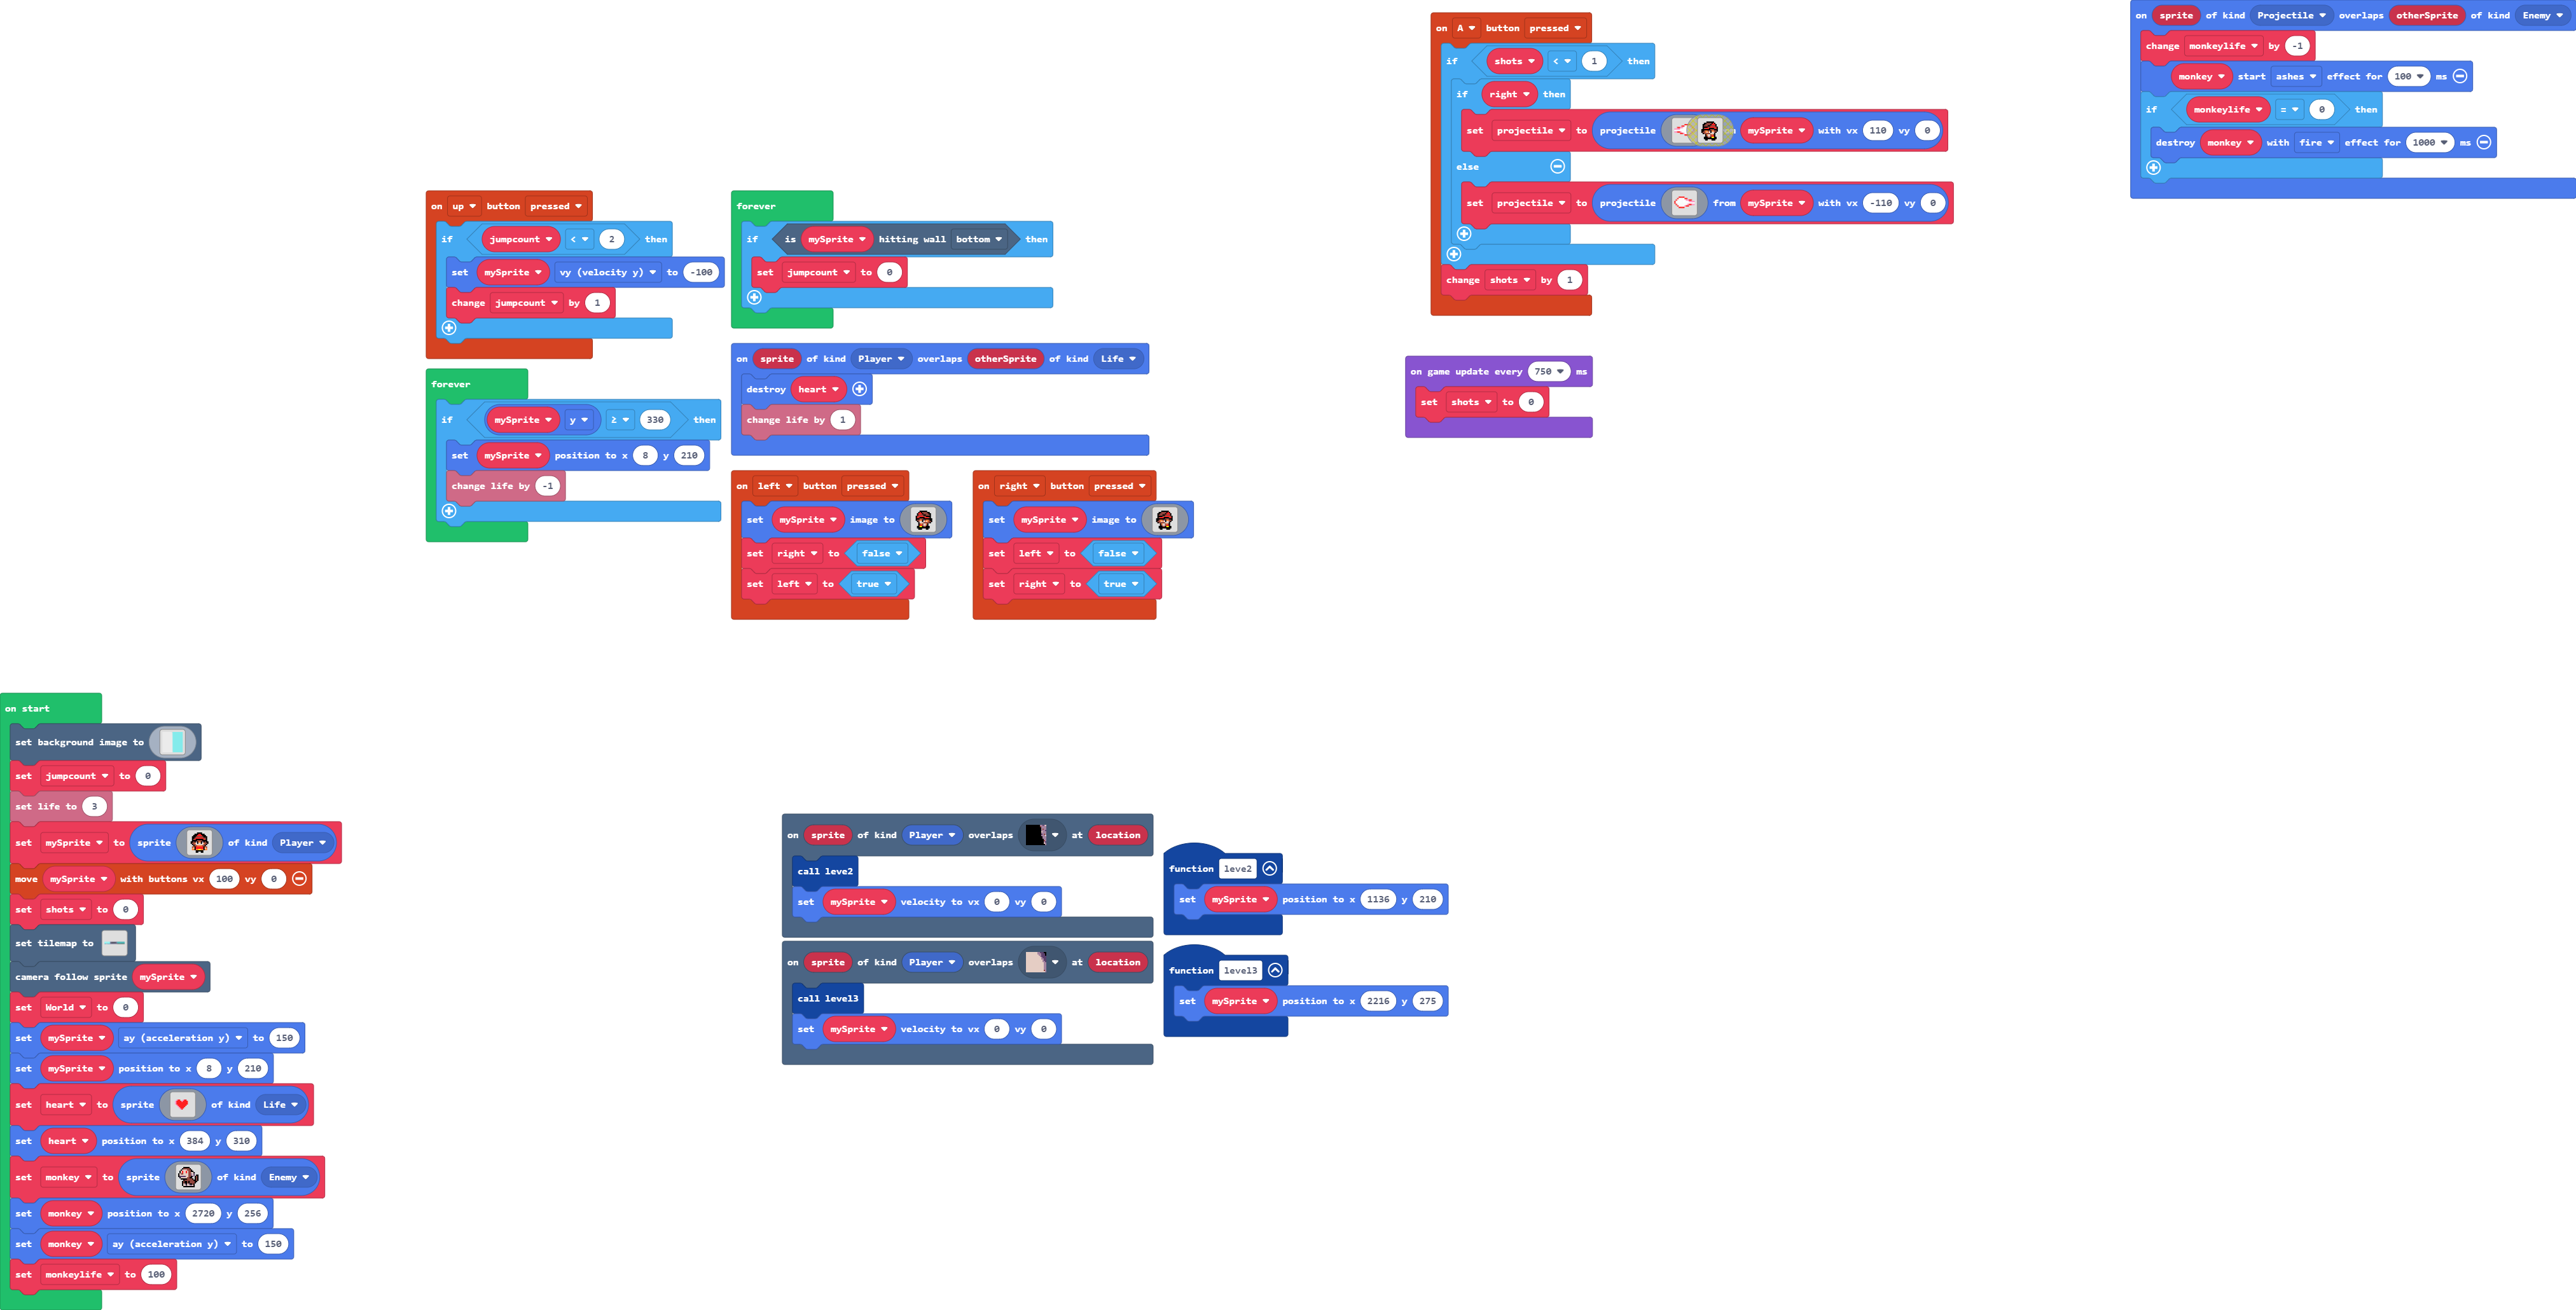 on A button pressed
if shots < 1 then
if right then
set projectile to projectile mySprite with vx 110 vy 0
else
set projectile to projectile from mySprite with vx -110 vy 0
change shots by 1
on sprite of kind Projectile overlaps otherSprite of kind Enemy
change monkeylife by -1
monkey start ashes effect for 100 ms
if monkeylife = 0 then
destroy monkey with fire effect for 1000 ms
on up button pressed
if jumpcount < 2 then
set mySprite vy (velocity y) to -100
change jumpcount by 1
forever
if is mySprite hitting wall bottom then
set jumpcount to 0
on sprite of kind Player overlaps otherSprite of kind Life
destroy heart
change life by 1
on game update every 750 ms
set shots to 0
forever
if mySprite y ≥ 330 then
set mySprite position to x 8 y 210
change life by -1
on left button pressed
set mySprite image to
set right to false
set left to true
on right button pressed
set mySprite image to
set left to false
set right to true
on start
set background image to
set jumpcount to 0
set life to 3
set mySprite to sprite of kind Player
move mySprite with buttons vx 100 vy 0
set shots to 0
set tilemap to
camera follow sprite mySprite
set World to 0
set mySprite ay (acceleration y) to 150
set mySprite position to x 8 y 210
set heart to sprite of kind Life
set heart position to x 384 y 310
set monkey to sprite of kind Enemy
set monkey position to x 2720 y 256
set monkey ay (acceleration y) to 150
set monkeylife to 100
on sprite of kind Player overlaps at location
call leve2
set mySprite velocity to vx 0 vy 0
on sprite of kind Player overlaps at location
call level3
set mySprite velocity to vx 0 vy 0
function leve2
set mySprite position to x 1136 y 210
function level3
set mySprite position to x 2216 y 275